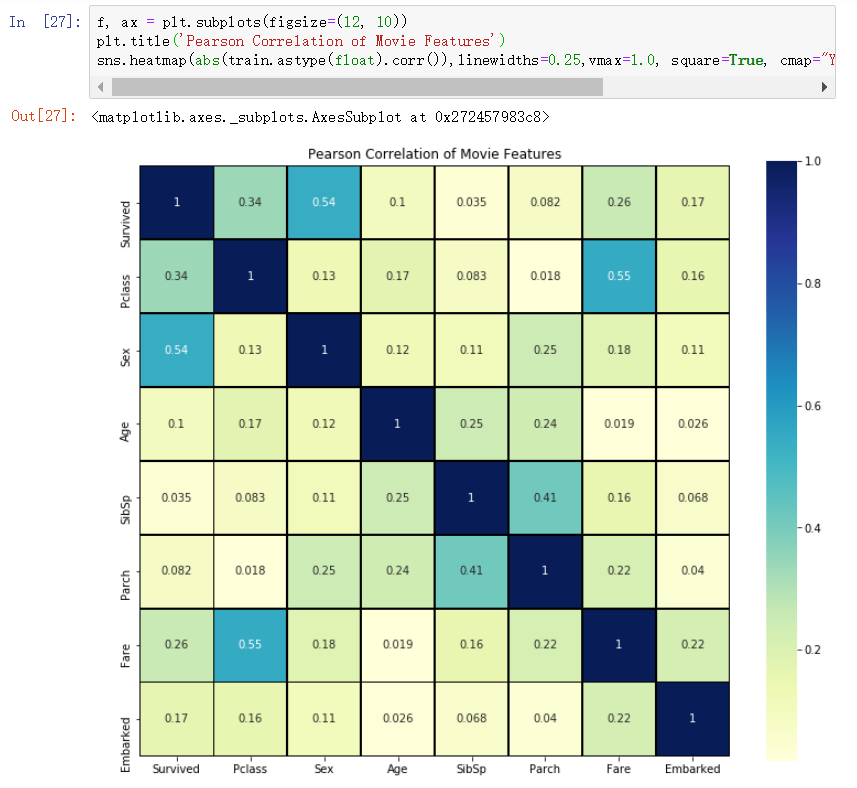 In [27]: f, ax = plt.subplots(figsize=(12, 10))
plt.title('Pearson Correlation of Movie Features')
sns.heatmap(abs(train.astype(float).corr()),linewidths=0.25,vmax=1.0, square=True, cmap="Y
Out[27]: <matplotlib.axes._subplots.AxesSubplot at 0x272457983c8>
Pearson Correlation of Movie Features
Survived 1 0.34 0.54 0.1 0.035 0.082 0.26 0.17
Pclass 0.34 1 0.13 0.17 0.083 0.018 0.55 0.16
Sex 0.54 0.13 1 0.12 0.11 0.25 0.18 0.11
Age 0.1 0.17 0.12 1 0.25 0.24 0.019 0.026
SibSp 0.035 0.083 0.11 0.25 1 0.41 0.16 0.068
Parch 0.082 0.018 0.25 0.24 0.41 1 0.22 0.04
Fare 0.26 0.55 0.18 0.019 0.16 0.22 1 0.22
Embarked 0.17 0.16 0.11 0.026 0.068 0.04 0.22 1
Survived Pclass Sex Age SibSp Parch Fare Embarked
1.0
0.8
0.6
0.4
0.2